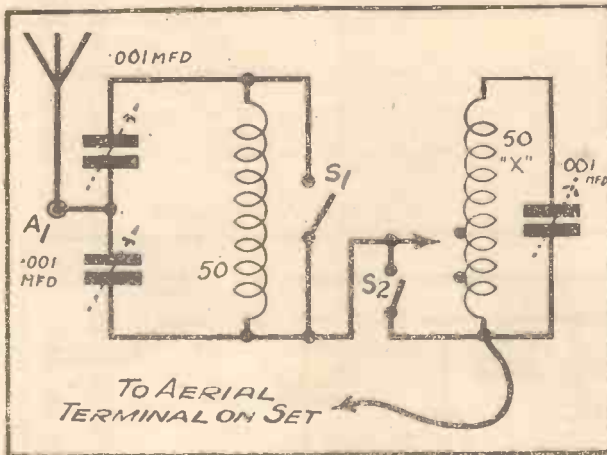 .001 MFD
S1
50
"X"
.001
MFD
A1
.001
MFD
50
S2
TO AERIAL
TERMINAL ON SET